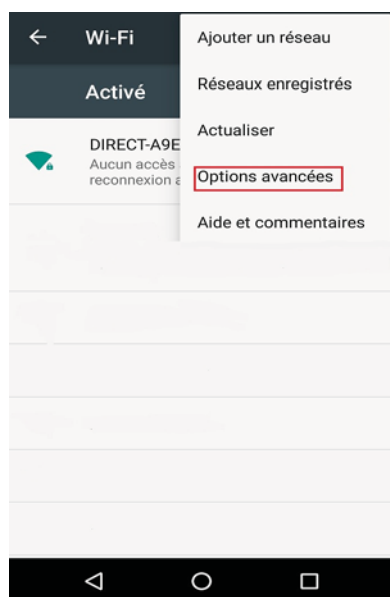 Wi-Fi
Activé
DIRECT-A9E
Aucun accès
reconnexion a
Ajouter un réseau
Réseaux enregistrés
Actualiser
Options avancées
Aide et commentaires